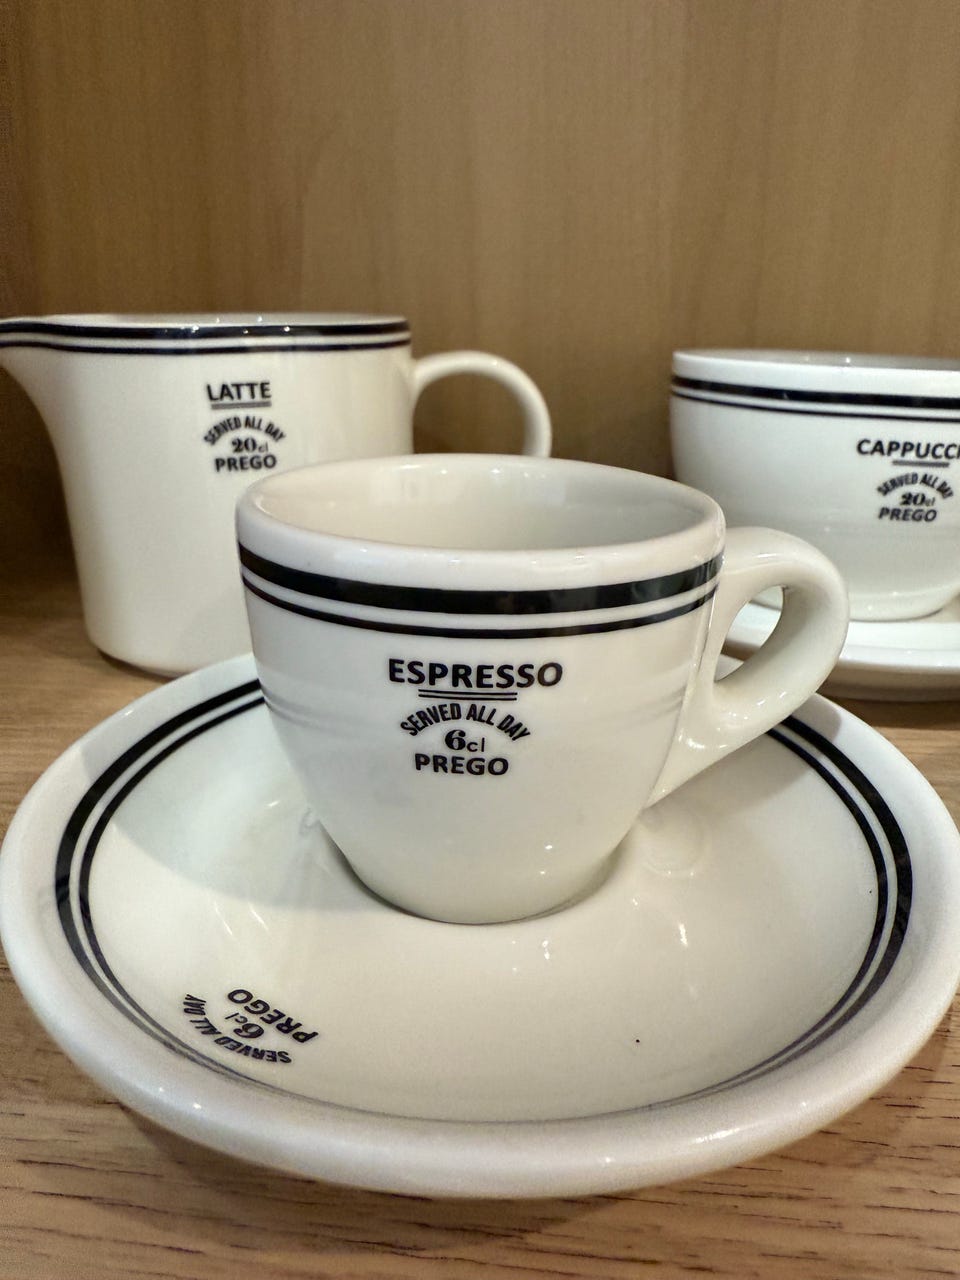 LATTE
SERVED ALL DAY
20cl
PREGO
CAPPUCCI
SERVED ALL DAY
20cl
PREGO
ESPRESSO
SERVED ALL DAY
6cl
PREGO
SERVED ALL DAY
6cl
PREGO